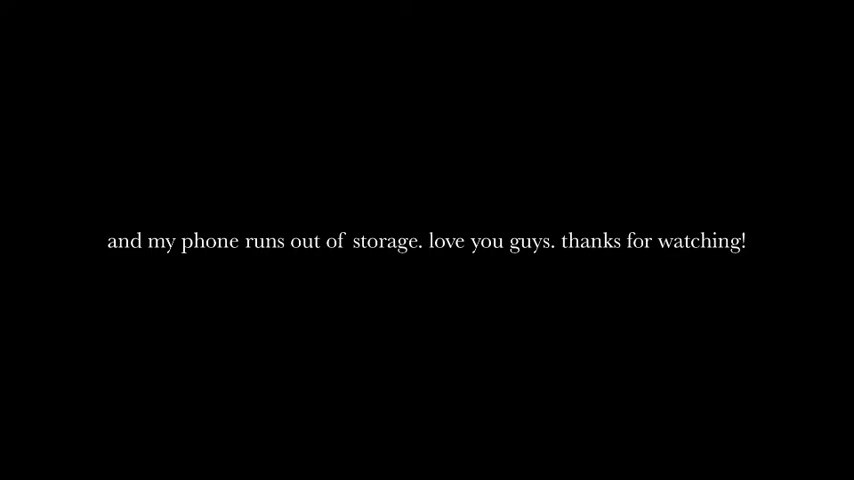 and my phone runs out of storage. love you guys. thanks for watching!